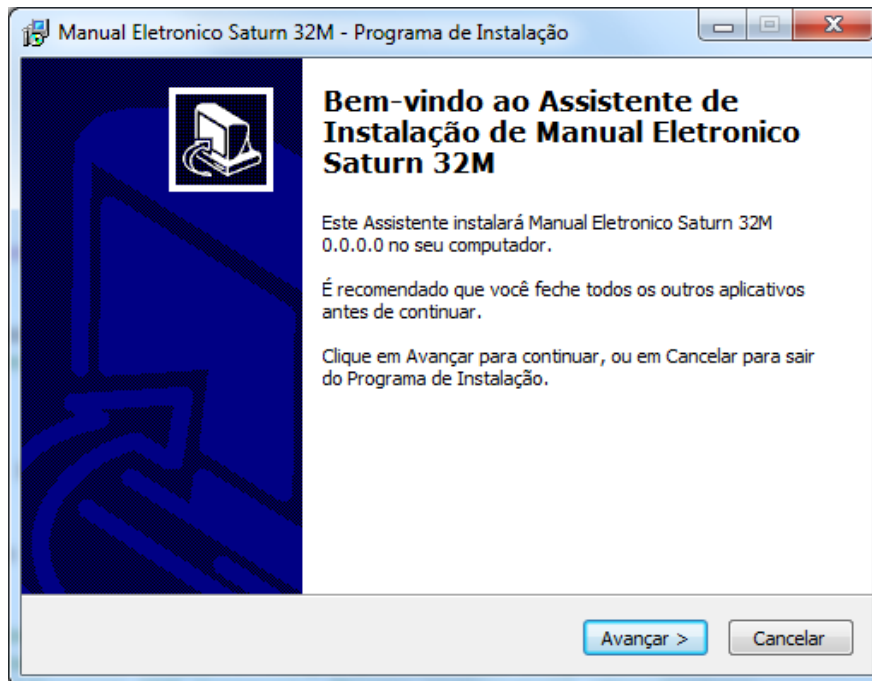 Manual Eletronico Saturn 32M - Programa de Instalação
Bem-vindo ao Assistente de
Instalação de Manual Eletronico
Saturn 32M
Este Assistente instalará Manual Eletronico Saturn 32M
0.0.0.0 no seu computador.
É recomendado que você feche todos os outros aplicativos
antes de continuar.
Clique em Avançar para continuar, ou em Cancelar para sair
do Programa de Instalação.
Avançar >
Cancelar